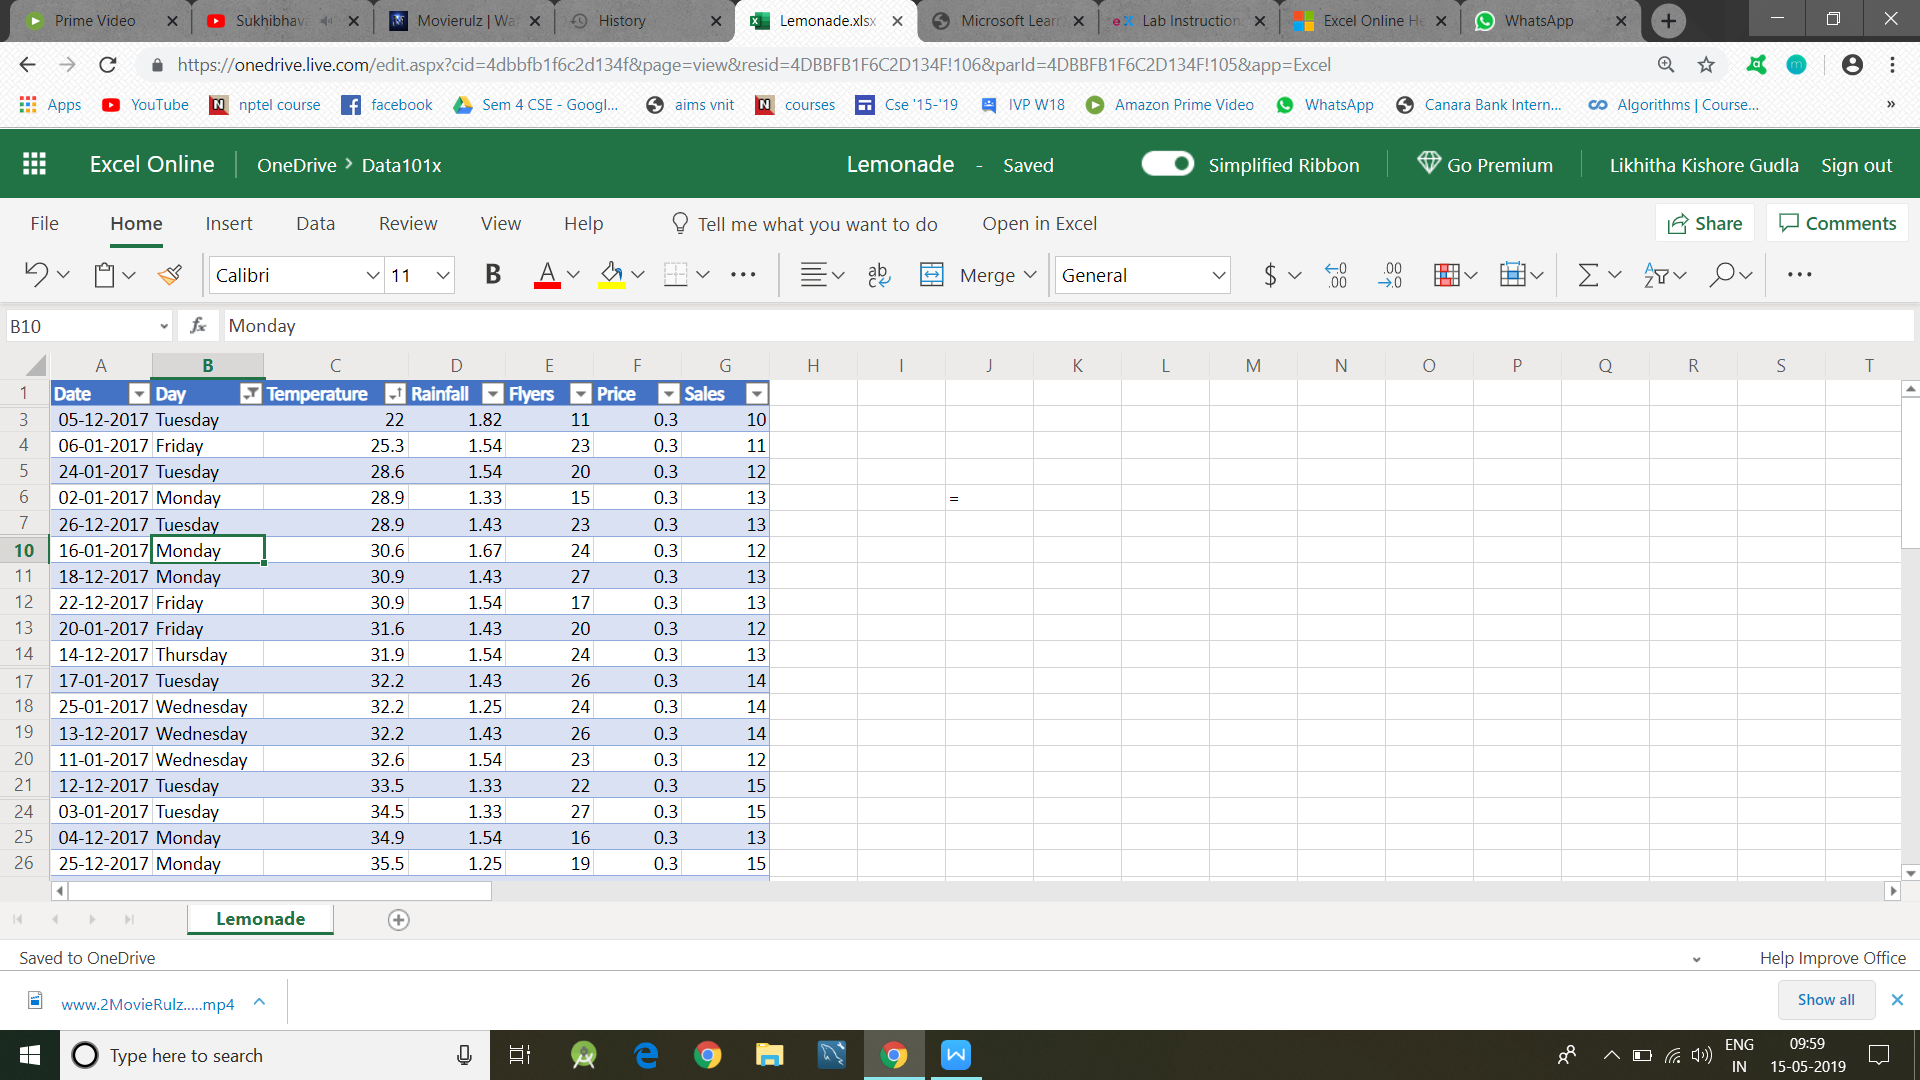 Prime Video
Sukhibhava
Movierulz | Wa
History
Lemonade.xlsx
Microsoft Learn
Lab Instruction
Excel Online He
WhatsApp
https://onedrive.live.com/edit.aspx?cid=4dbbfb1f6c2d134f&page=view&resid=4DBBFB1F6C2D134F!106&parId=4DBBFB1F6C2D134F!105&app=Excel
Apps YouTube nptel course facebook Sem 4 CSE - Googl... aims vnit courses Cse '15-'19 IVP W18 Amazon Prime Video WhatsApp Canara Bank Intern... Algorithms | Course... »
Excel Online OneDrive > Data101x Lemonade - Saved Simplified Ribbon Go Premium Likhitha Kishore Gudla Sign out
File Home Insert Data Review View Help Tell me what you want to do Open in Excel Share Comments
Calibri 11 B A ab Merge General $ .00 .00
B10 fx Monday
A B C D E F G H I J K L M N O P Q R S T
1 Date Day Temperature Rainfall Flyers Price Sales
3 05-12-2017 Tuesday 22 1.82 11 0.3 10
4 06-01-2017 Friday 25.3 1.54 23 0.3 11
5 24-01-2017 Tuesday 28.6 1.54 20 0.3 12
6 02-01-2017 Monday 28.9 1.33 15 0.3 13 =
7 26-12-2017 Tuesday 28.9 1.43 23 0.3 13
10 16-01-2017 Monday 30.6 1.67 24 0.3 12
11 18-12-2017 Monday 30.9 1.43 27 0.3 13
12 22-12-2017 Friday 30.9 1.54 17 0.3 13
13 20-01-2017 Friday 31.6 1.43 20 0.3 12
14 14-12-2017 Thursday 31.9 1.54 24 0.3 13
17 17-01-2017 Tuesday 32.2 1.43 26 0.3 14
18 25-01-2017 Wednesday 32.2 1.25 24 0.3 14
19 13-12-2017 Wednesday 32.2 1.43 26 0.3 14
20 11-01-2017 Wednesday 32.6 1.54 23 0.3 12
21 12-12-2017 Tuesday 33.5 1.33 22 0.3 15
24 03-01-2017 Tuesday 34.5 1.33 27 0.3 15
25 04-12-2017 Monday 34.9 1.54 16 0.3 13
26 25-12-2017 Monday 35.5 1.25 19 0.3 15
Lemonade
Saved to OneDrive Help Improve Office
www.2MovieRulz.....mp4 Show all
Type here to search
ENG 09:59
IN 15-05-2019